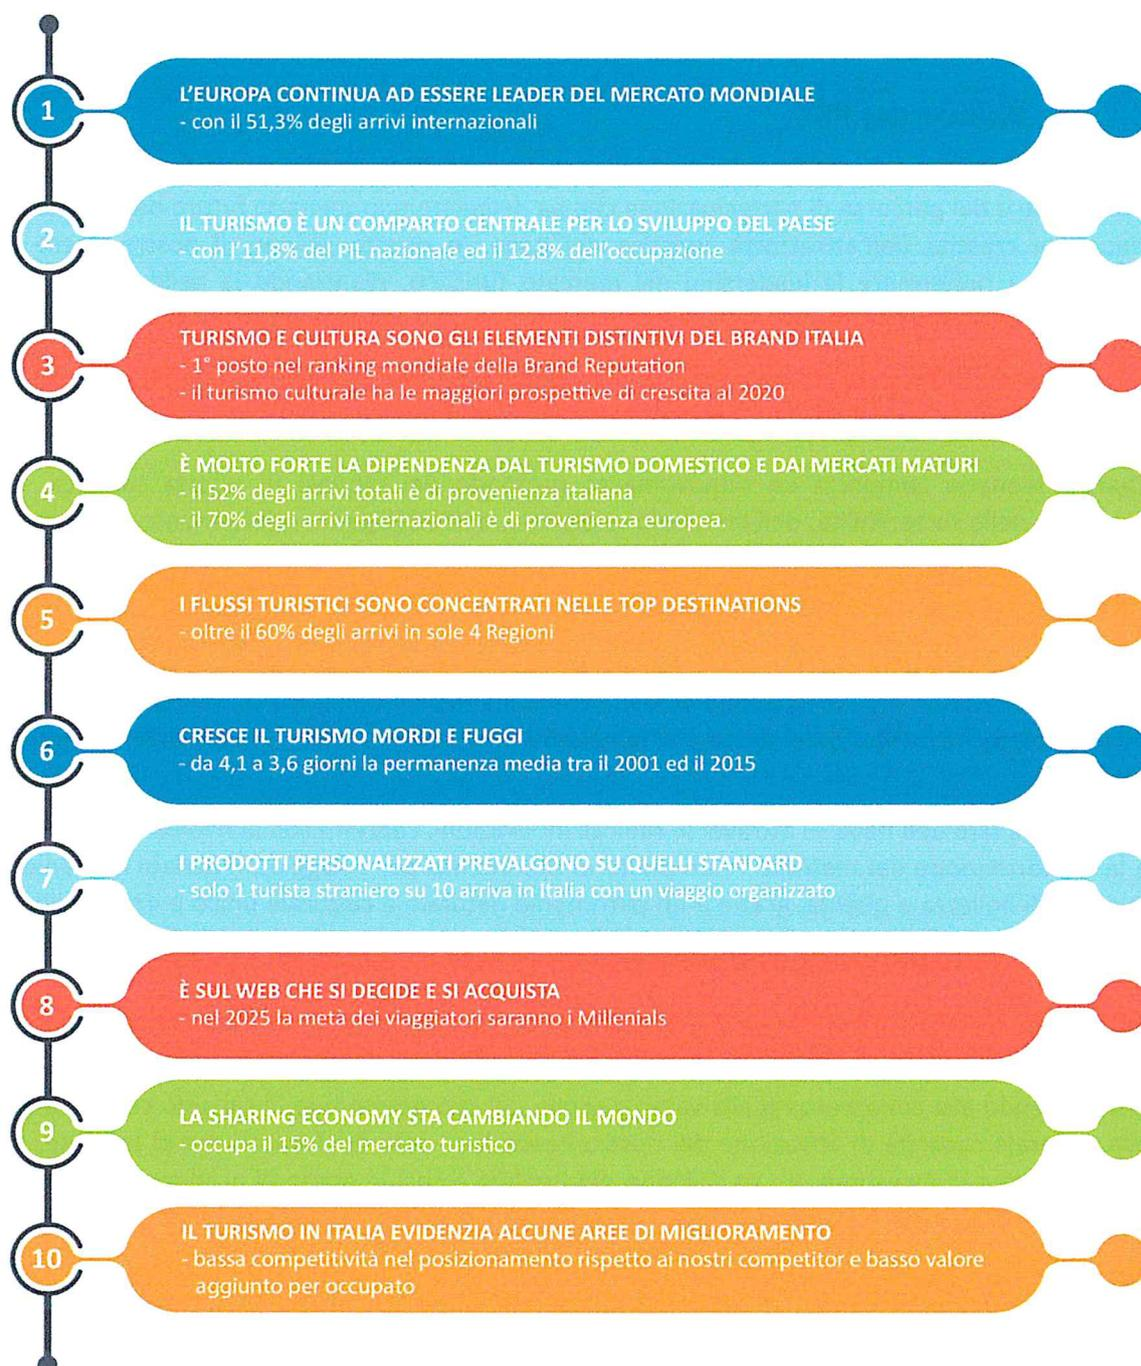 1
L'EUROPA CONTINUA AD ESSERE LEADER DEL MERCATO MONDIALE
- con il 51,3% degli arrivi internazionali
2
IL TURISMO È UN COMPARTO CENTRALE PER LO SVILUPPO DEL PAESE
- con l'11,8% del PIL nazionale ed il 12,8% dell'occupazione
3
TURISMO E CULTURA SONO GLI ELEMENTI DISTINTIVI DEL BRAND ITALIA
- 1° posto nel ranking mondiale della Brand Reputation
- il turismo culturale ha le maggiori prospettive di crescita al 2020
4
È MOLTO FORTE LA DIPENDENZA DAL TURISMO DOMESTICO E DAI MERCATI MATURI
- il 52% degli arrivi totali è di provenienza italiana
- il 70% degli arrivi internazionali è di provenienza europea.
5
I FLUSSI TURISTICI SONO CONCENTRATI NELLE TOP DESTINATIONS
- oltre il 60% degli arrivi in sole 4 Regioni
6
CRESCE IL TURISMO MORDI E FUGGI
- da 4,1 a 3,6 giorni la permanenza media tra il 2001 ed il 2015
7
I PRODOTTI PERSONALIZZATI PREVALGONO SU QUELLI STANDARD
- solo 1 turista straniero su 10 arriva in Italia con un viaggio organizzato
8
È SUL WEB CHE SI DECIDE E SI ACQUISTA
- nel 2025 la metà dei viaggiatori saranno i Millenials
9
LA SHARING ECONOMY STA CAMBIANDO IL MONDO
- occupa il 15% del mercato turistico
10
IL TURISMO IN ITALIA EVIDENZIA ALCUNE AREE DI MIGLIORAMENTO
- bassa competitività nel posizionamento rispetto ai nostri competitor e basso valore
aggiunto per occupato